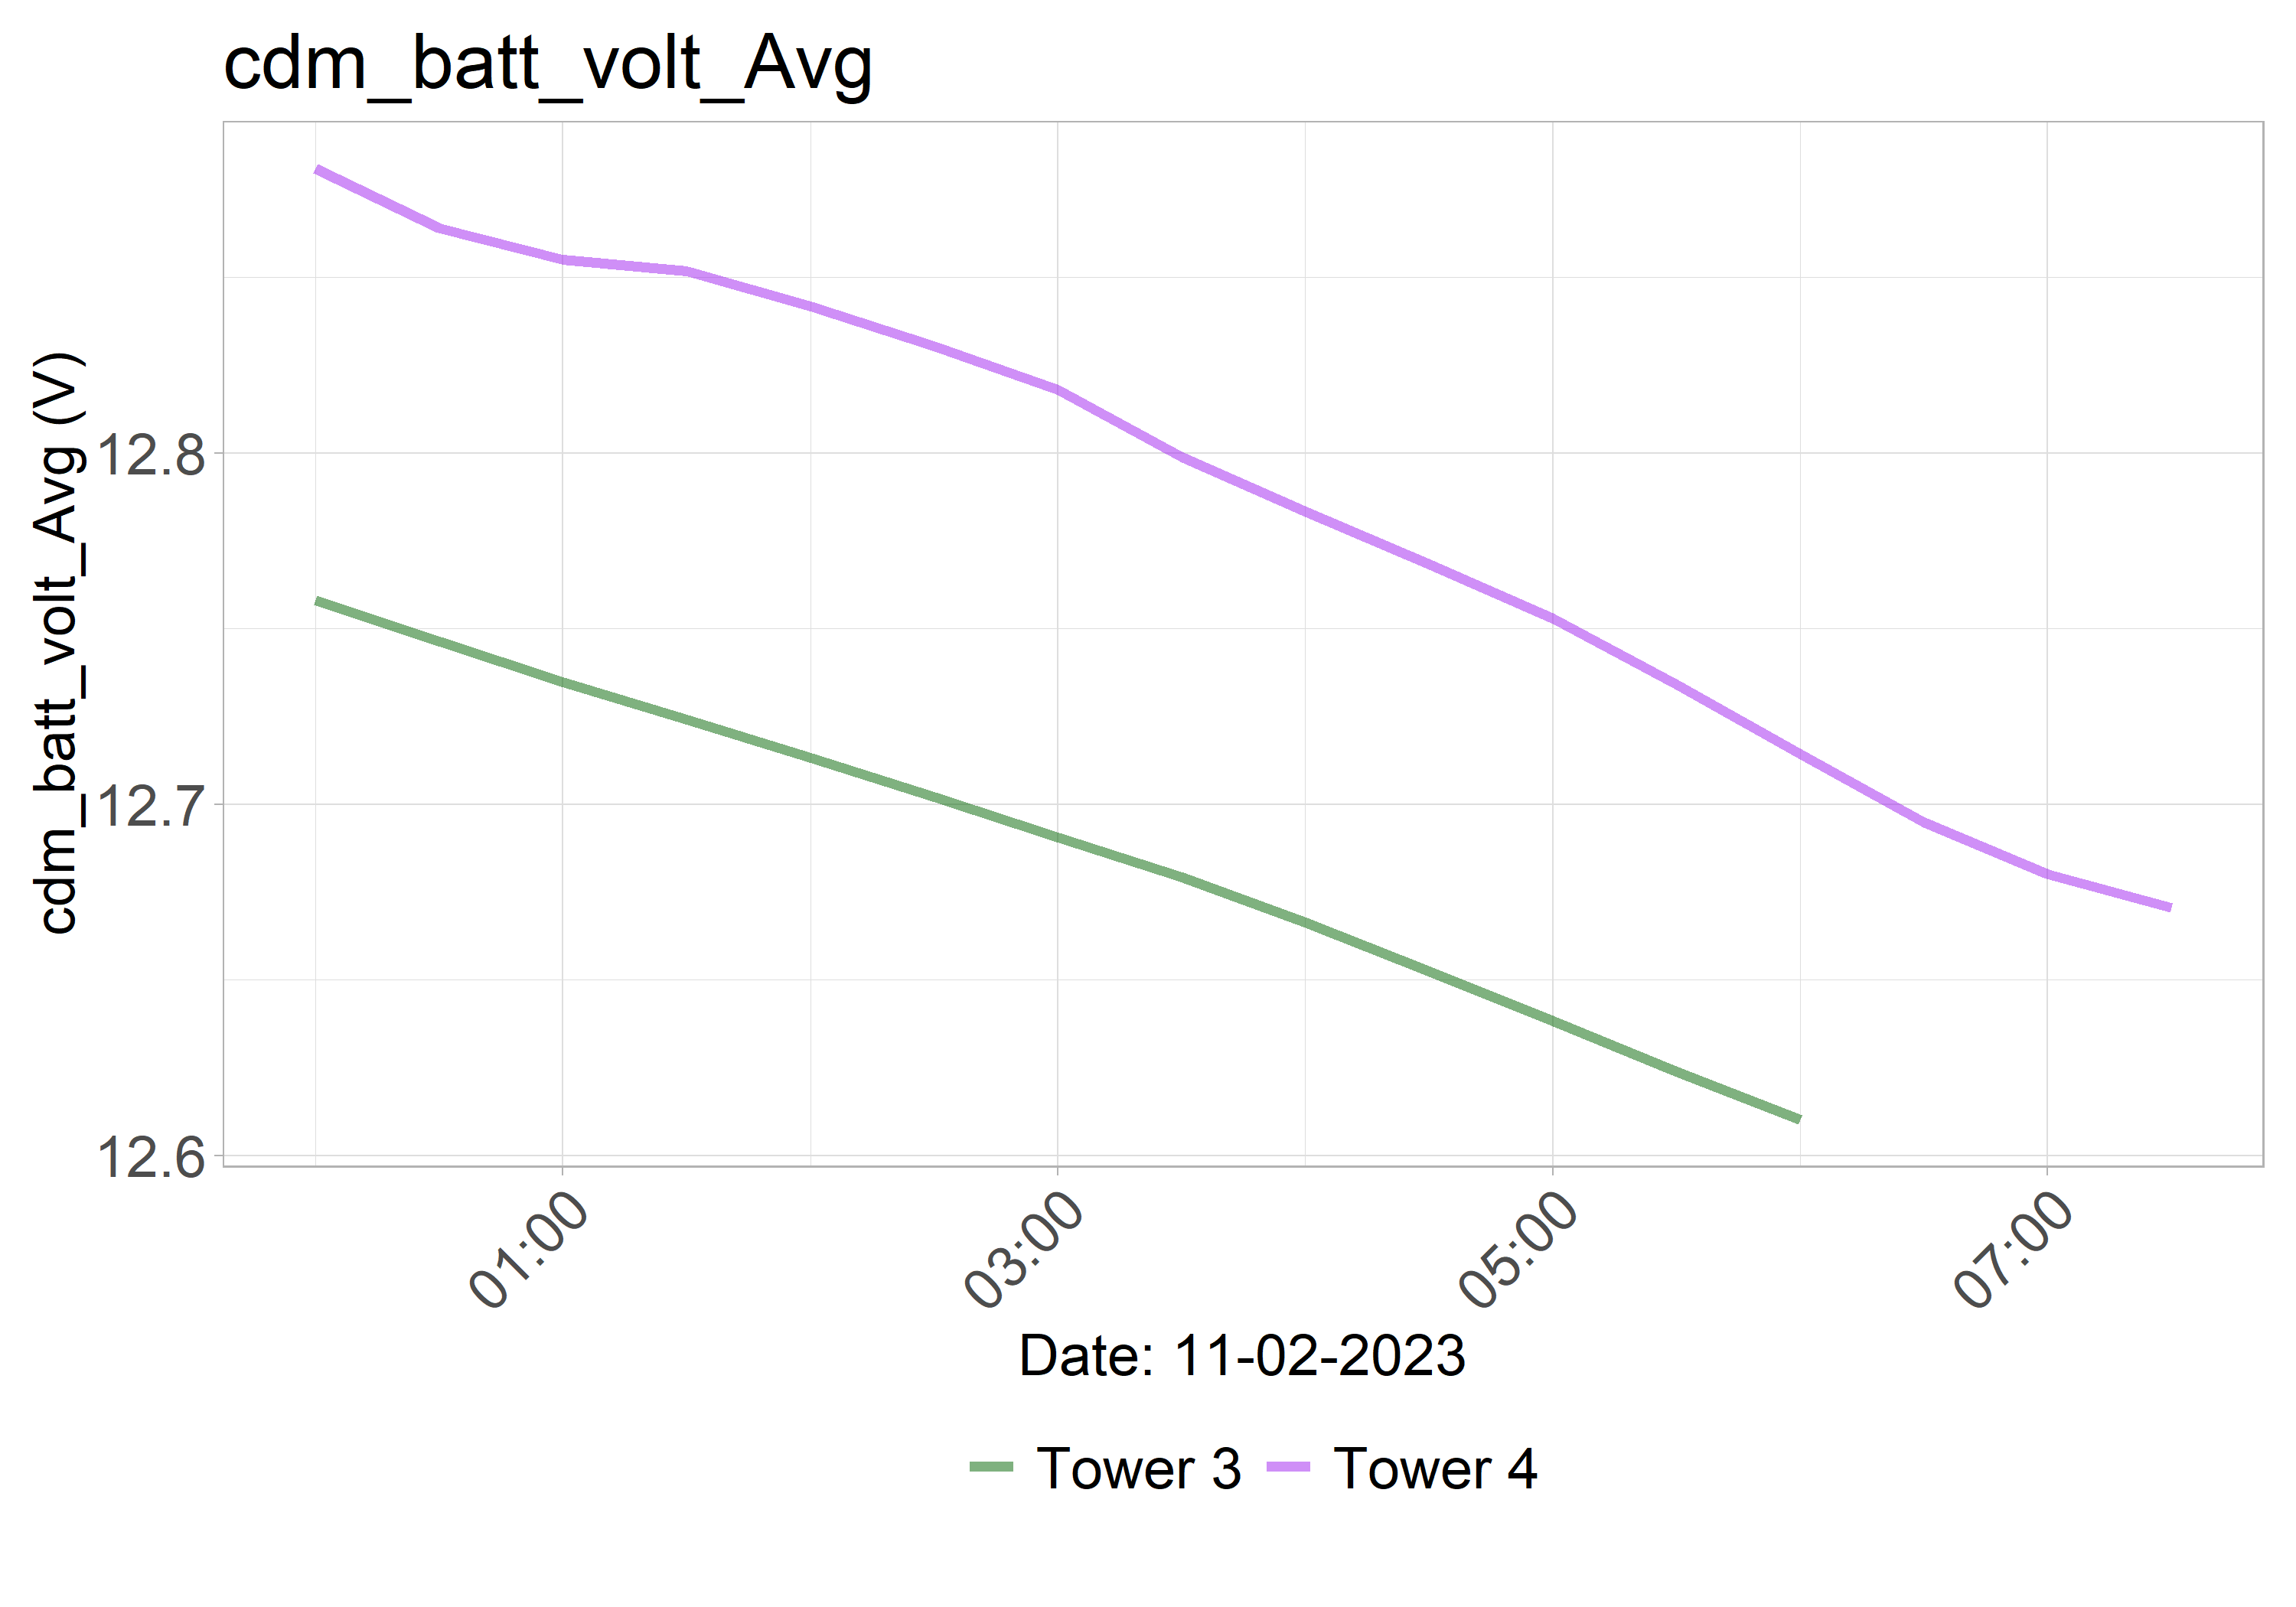 cdm_batt_volt_Avg
cdm_batt_volt_Avg (V)
12.8
12.7
12.6
01:00
03:00
05:00
07:00
Date: 11-02-2023
Tower 3
Tower 4